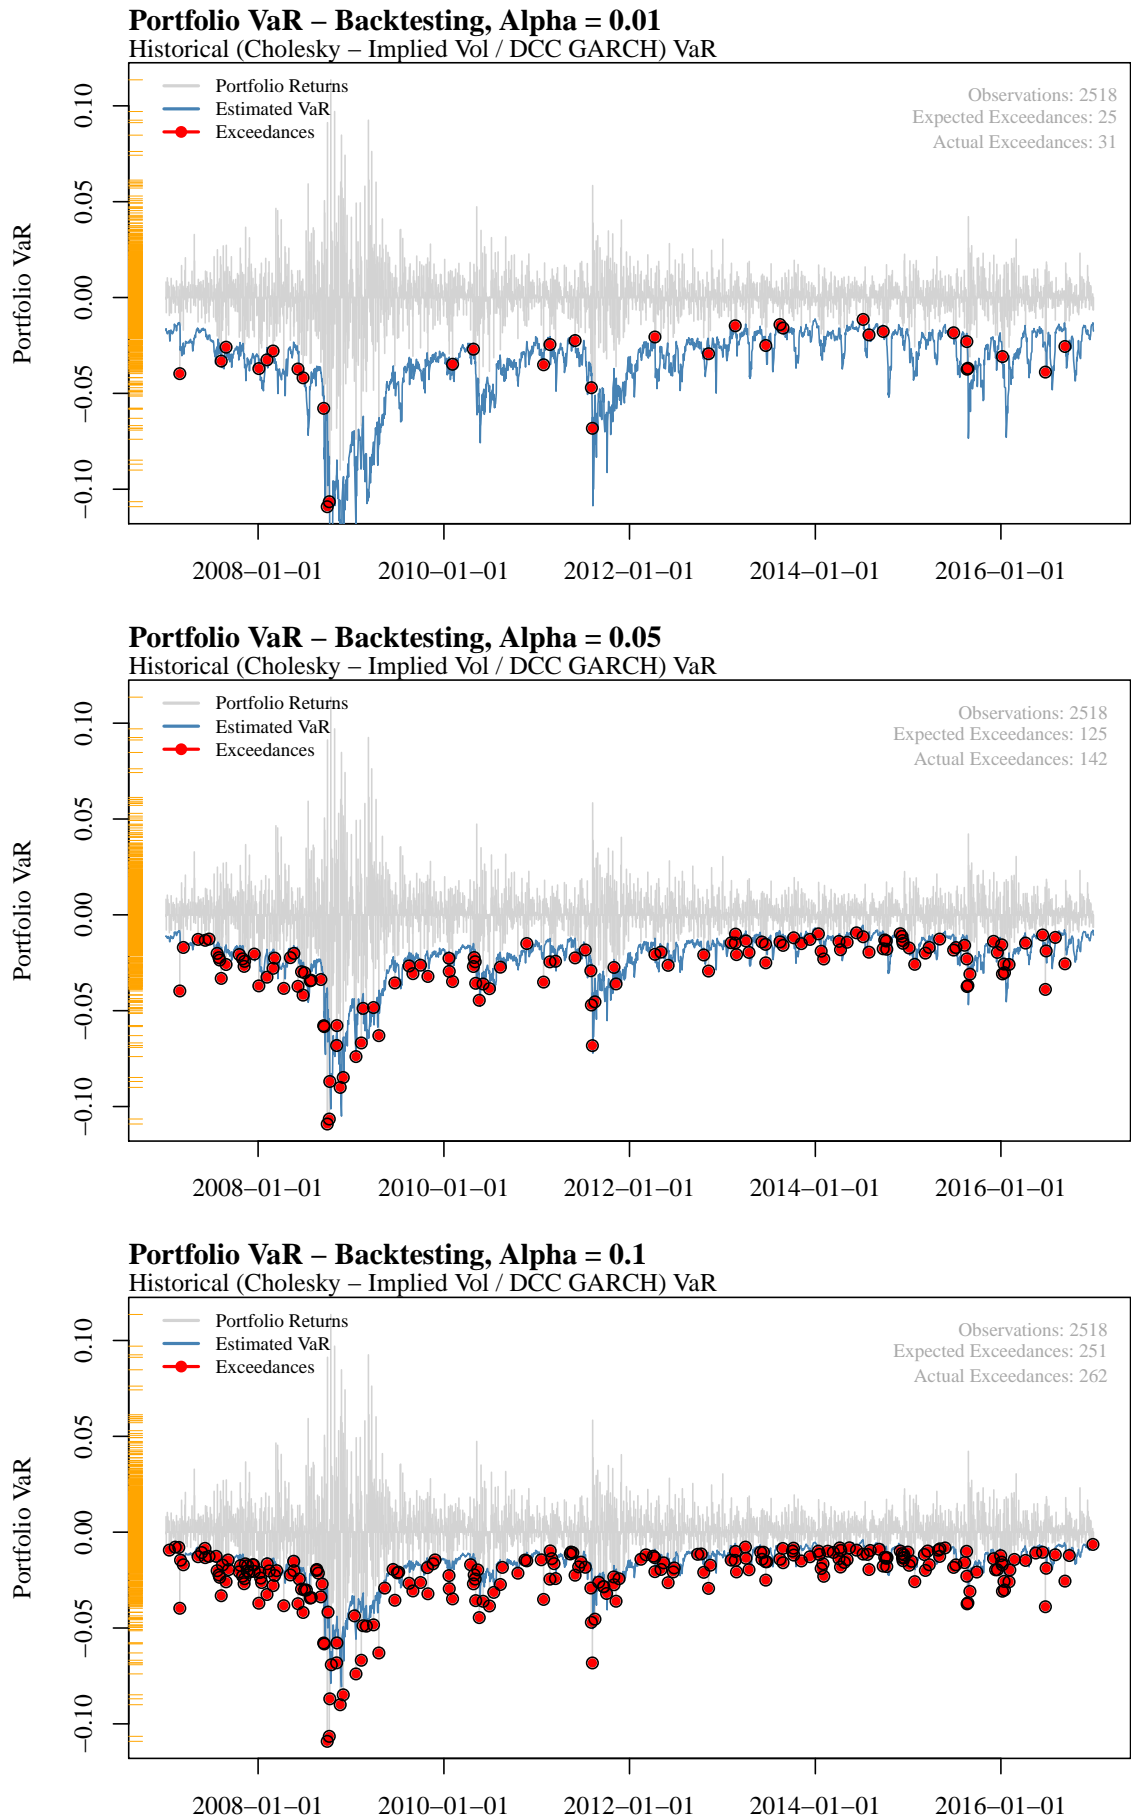 Portfolio VaR – Backtesting, Alpha = 0.01
Historical (Cholesky – Implied Vol / DCC GARCH) VaR
Portfolio Returns
Estimated VaR
Exceedances
Observations: 2518
Expected Exceedances: 25
Actual Exceedances: 31
Portfolio VaR
0.10
0.05
0.00
−0.05
−0.10
2008−01−01
2010−01−01
2012−01−01
2014−01−01
2016−01−01
Portfolio VaR – Backtesting, Alpha = 0.05
Historical (Cholesky – Implied Vol / DCC GARCH) VaR
Portfolio Returns
Estimated VaR
Exceedances
Observations: 2518
Expected Exceedances: 125
Actual Exceedances: 142
Portfolio VaR
0.10
0.05
0.00
−0.05
−0.10
2008−01−01
2010−01−01
2012−01−01
2014−01−01
2016−01−01
Portfolio VaR – Backtesting, Alpha = 0.1
Historical (Cholesky – Implied Vol / DCC GARCH) VaR
Portfolio Returns
Estimated VaR
Exceedances
Observations: 2518
Expected Exceedances: 251
Actual Exceedances: 262
Portfolio VaR
0.10
0.05
0.00
−0.05
−0.10
2008−01−01
2010−01−01
2012−01−01
2014−01−01
2016−01−01